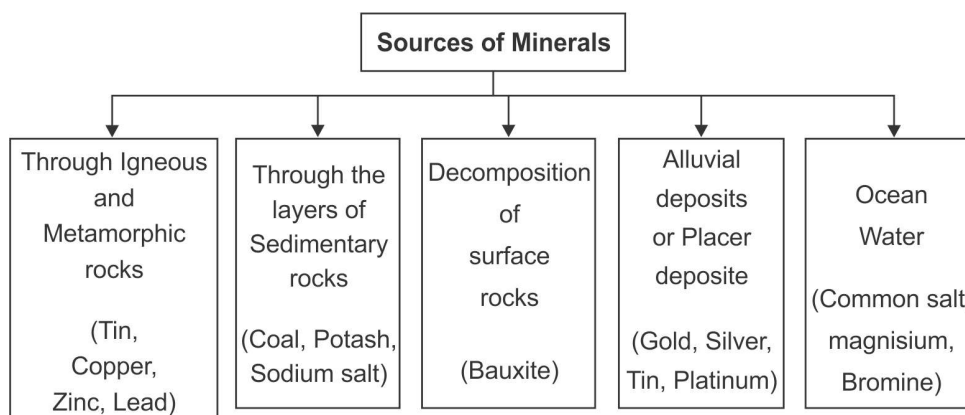 Sources of Minerals
Through Igneous
and
Metamorphic
rocks
(Tin,
Copper,
Zinc, Lead)
Through the
layers of
Sedimentary
rocks
(Coal, Potash,
Sodium salt)
Decomposition
of
surface
rocks
(Bauxite)
Alluvial
deposits
or Placer
deposite
(Gold, Silver,
Tin, Platinum)
Ocean
Water
(Common salt
magnisium,
Bromine)